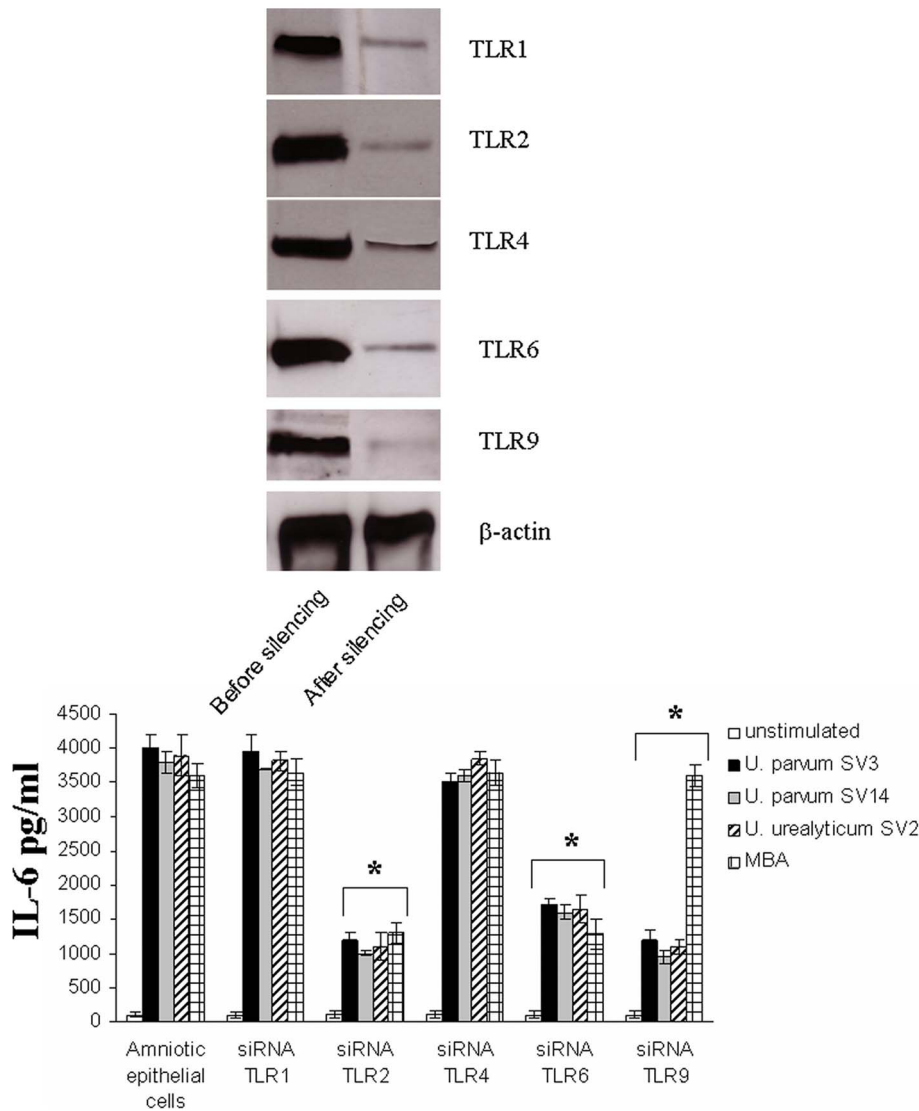 TLR1
TLR2
TLR4
TLR6
TLR9
β-actin
Before silencing
After silencing
IL-6 pg/ml
4500
4000
3500
3000
2500
2000
1500
1000
500
0
*
*
*
unstimulated
U. parvum SV3
U. parvum SV14
U. urealyticum SV2
MBA
Amniotic
epithelial
cells
siRNA
TLR1
siRNA
TLR2
siRNA
TLR4
siRNA
TLR6
siRNA
TLR9